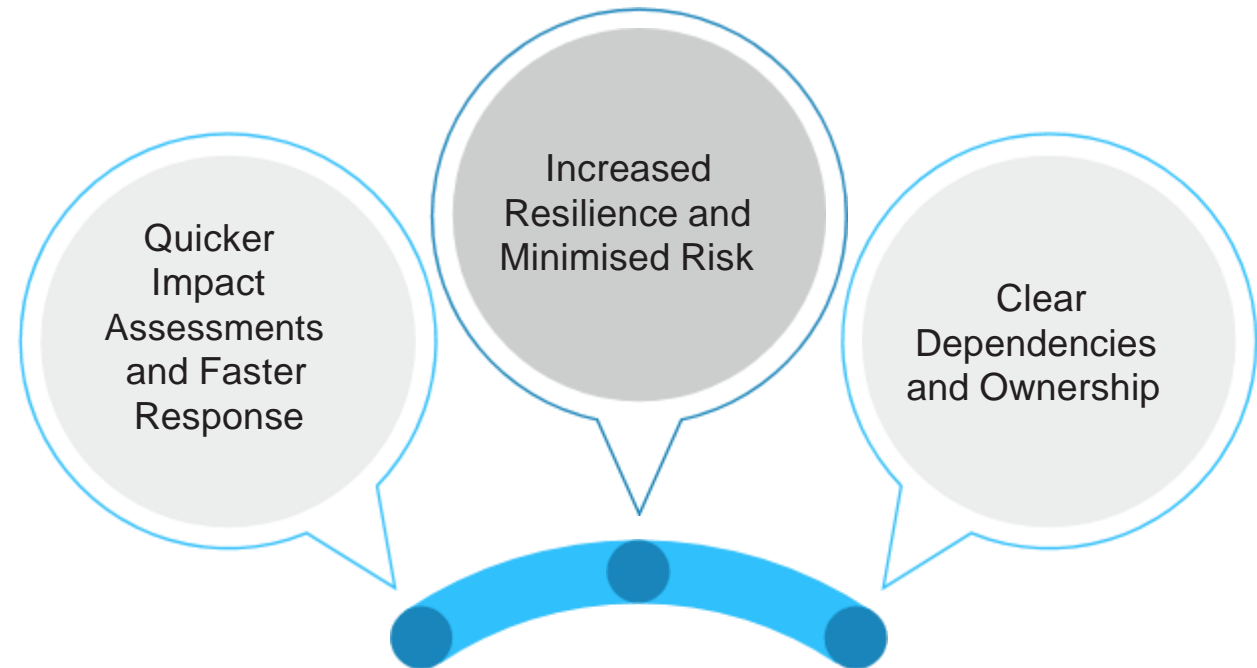 Quicker
Impact
Assessments
and Faster
Response
Increased
Resilience and
Minimised Risk
Clear
Dependencies
and Ownership